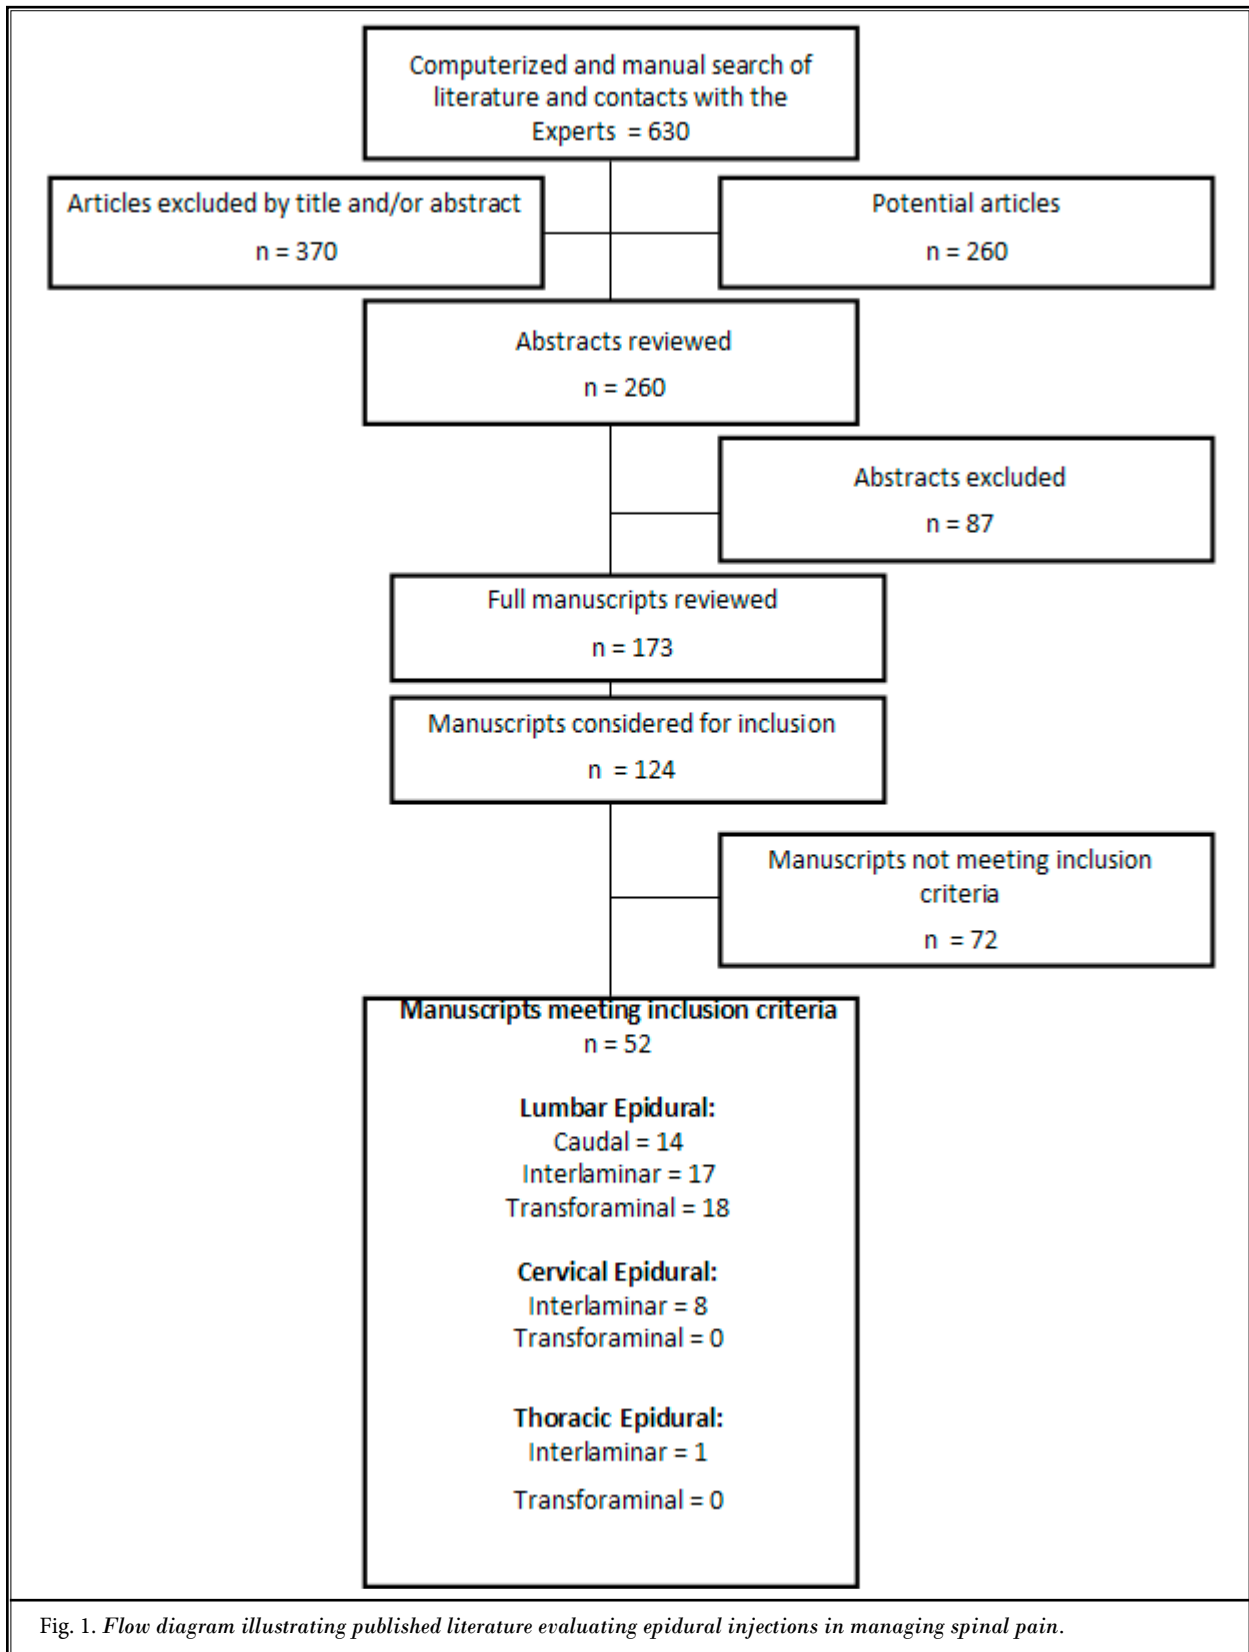 Computerized and manual search of
literature and contacts with the
Experts = 630
Articles excluded by title and/or abstract
n = 370
Potential articles
n = 260
Abstracts reviewed
n = 260
Abstracts excluded
n = 87
Full manuscripts reviewed
n = 173
Manuscripts considered for inclusion
n = 124
Manuscripts not meeting inclusion
criteria
n = 72
Manuscripts meeting inclusion criteria
n = 52
Lumbar Epidural:
Caudal = 14
Interlaminar = 17
Transforaminal = 18
Cervical Epidural:
Interlaminar = 8
Transforaminal = 0
Thoracic Epidural:
Interlaminar = 1
Transforaminal = 0
Fig. 1. Flow diagram illustrating published literature evaluating epidural injections in managing spinal pain.